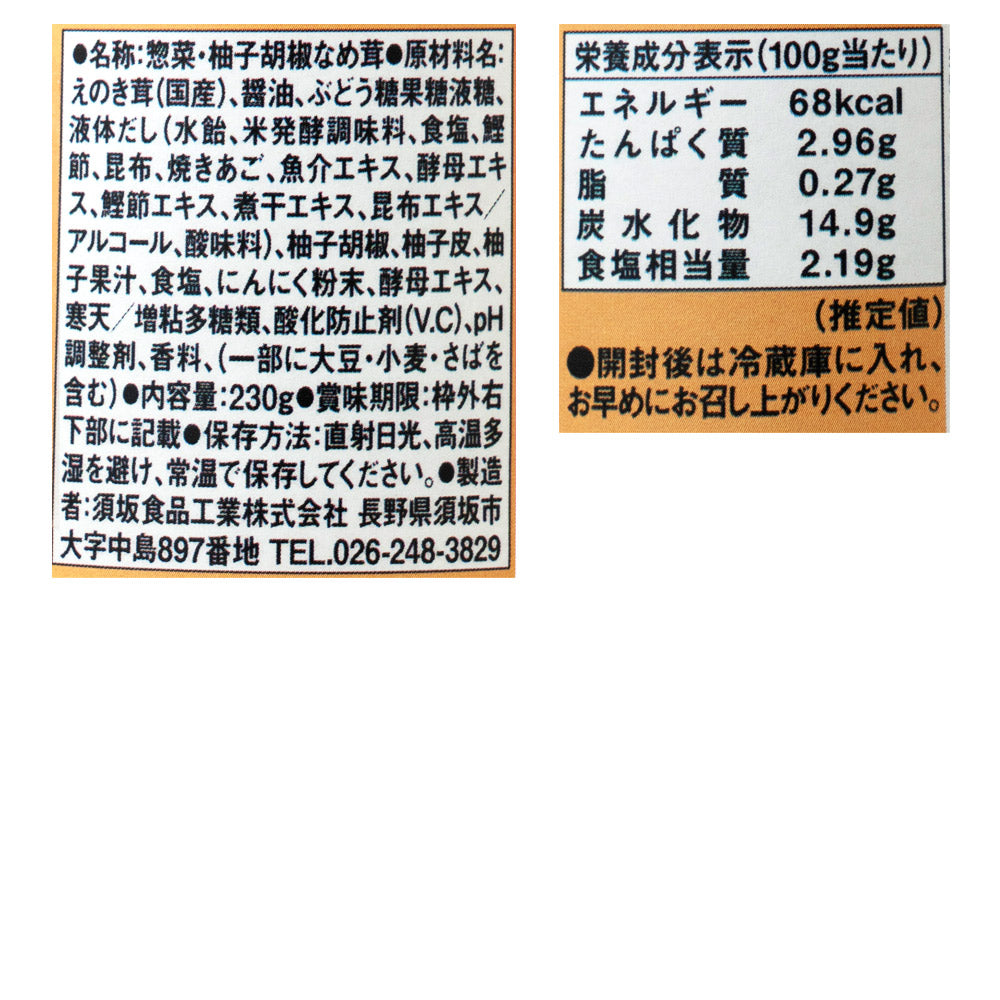 ●名称:惣菜・柚子胡椒なめ茸●原材料名:
えのき茸(国産)、醤油、ぶどう糖果糖液糖、
液体だし(水飴、米発酵調味料、食塩、鰹
節、昆布、焼きあご、魚介エキス、酵母エキ
ス、鰹節エキス、煮干エキス、昆布エキス/
アルコール、酸味料)、柚子胡椒、柚子皮、柚
子果汁、食塩、にんにく粉末、酵母エキス、
寒天/増粘多糖類、酸化防止剤(V.C)、pH
調整剤、香料、(一部に大豆・小麦・さばを
含む)●内容量:230g●賞味期限:枠外右
下部に記載●保存方法:直射日光、高温多
湿を避け、常温で保存してください。●製造
者:須坂食品工業株式会社 長野県須坂市
大字中島897番地 TEL.026-248-3829
栄養成分表示(100g当たり)
エネルギー 68kcal
たんぱく質 2.96g
脂質 0.27g
炭水化物 14.9g
食塩相当量 2.19g
(推定値)
●開封後は冷蔵庫に入れ、
お早めにお召し上がりください。